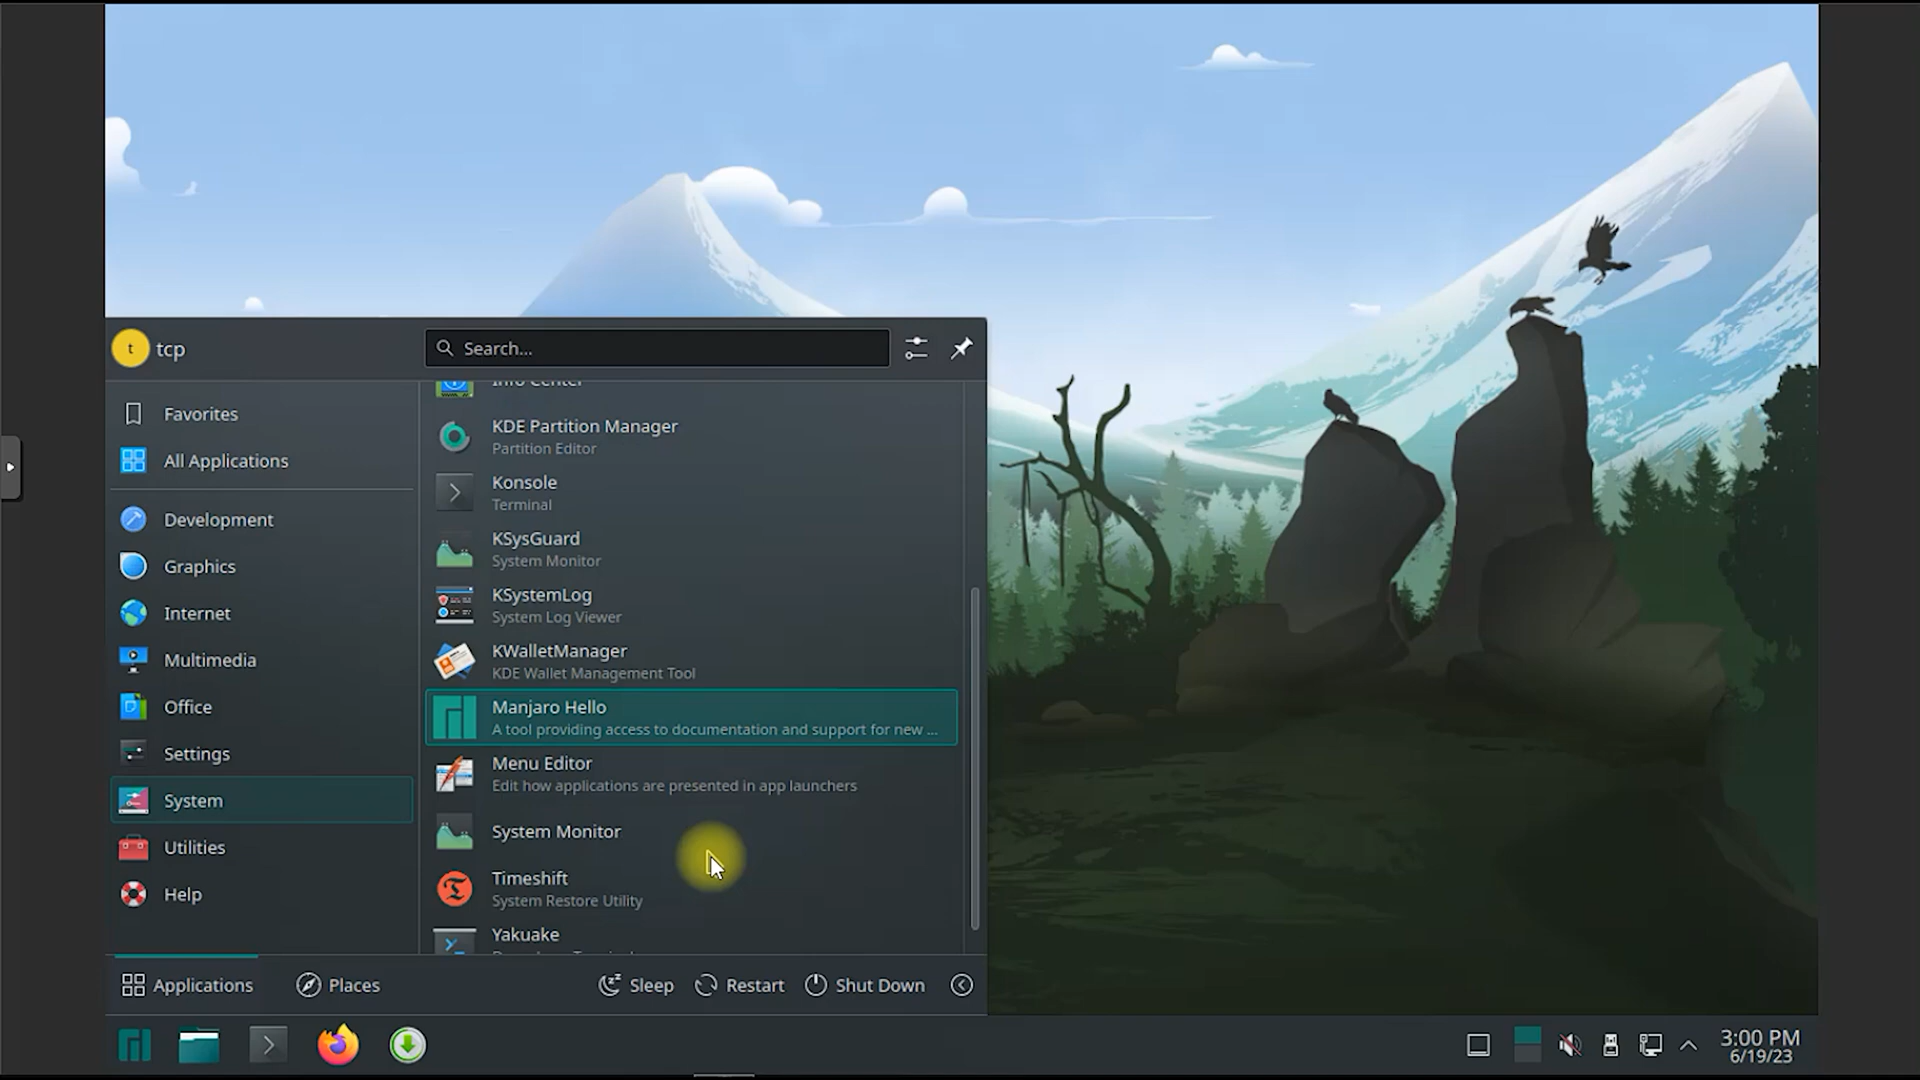 t
tcp
Search...
Favorites
All Applications
Development
Graphics
Internet
Multimedia
Office
Settings
System
Utilities
Help
Info Center
KDE Partition Manager
Partition Editor
Konsole
Terminal
KSysGuard
System Monitor
KSystemLog
System Log Viewer
KWalletManager
KDE Wallet Management Tool
Manjaro Hello
A tool providing access to documentation and support for new ...
Menu Editor
Edit how applications are presented in app launchers
System Monitor
Timeshift
System Restore Utility
Yakuake
Applications
Places
Sleep
Restart
Shut Down
3:00 PM
6/19/23